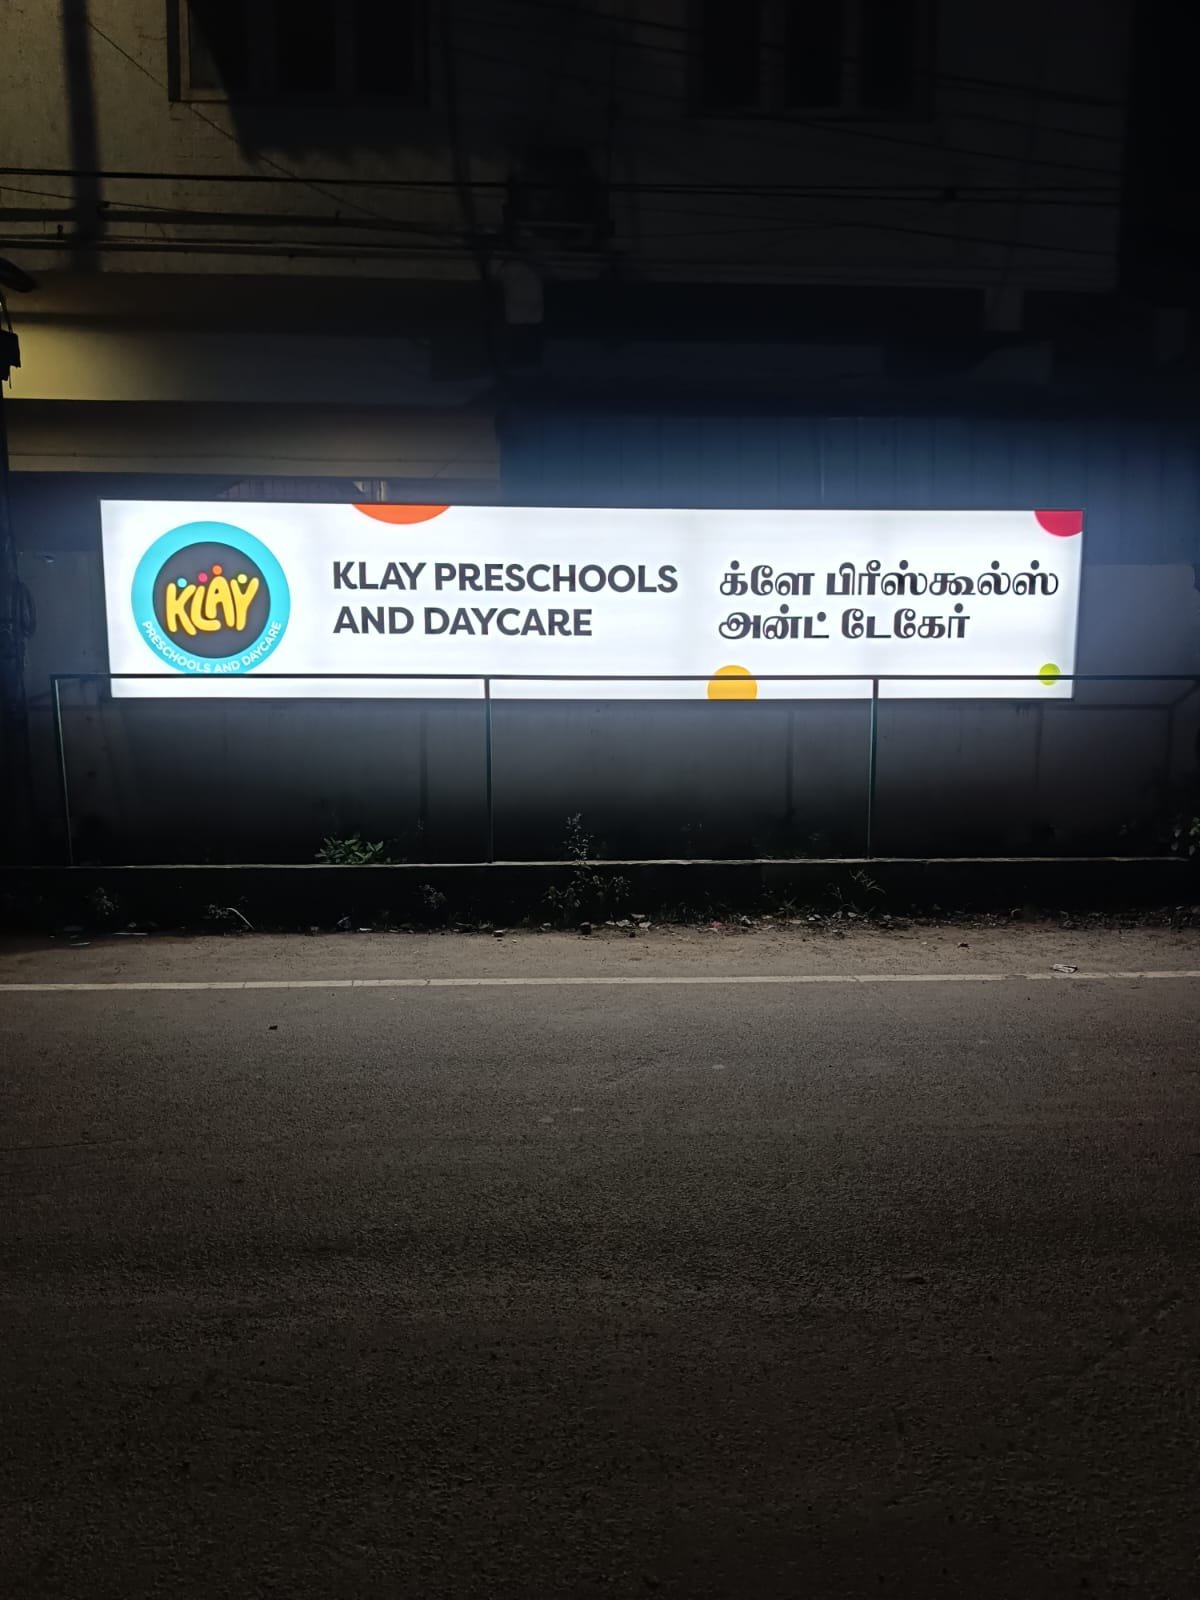 KLAY
PRESCHOOLS AND DAYCARE
KLAY PRESCHOOLS
AND DAYCARE
க்ளே பிரீஸ்கூல்ஸ்
அன்ட் டேகேர்